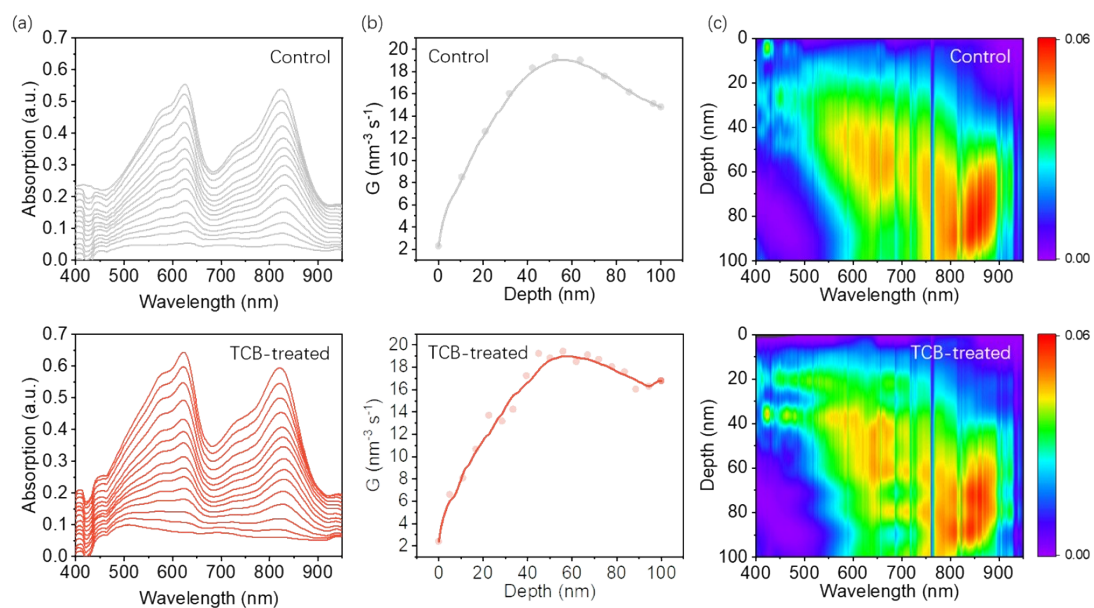 (a)
0.7
0.6
0.5
0.4
0.3
0.2
0.1
0.0
Absorption (a.u.)
Control
400 500 600 700 800 900
Wavelength (nm)
(b)
20
18
16
14
12
10
8
6
4
2
G (nm⁻³ s⁻¹)
Control
0 20 40 60 80 100
Depth (nm)
(c)
0
20
40
60
80
100
Depth (nm)
Control
400 500 600 700 800 900
Wavelength (nm)
0.06
0.00
0.7
0.6
0.5
0.4
0.3
0.2
0.1
0.0
Absorption (a.u.)
TCB-treated
400 500 600 700 800 900
Wavelength (nm)
20
18
16
14
12
10
8
6
4
2
G (nm⁻³ s⁻¹)
TCB-treated
0 20 40 60 80 100
Depth (nm)
0
20
40
60
80
100
Depth (nm)
TCB-treated
400 500 600 700 800 900
Wavelength (nm)
0.06
0.00